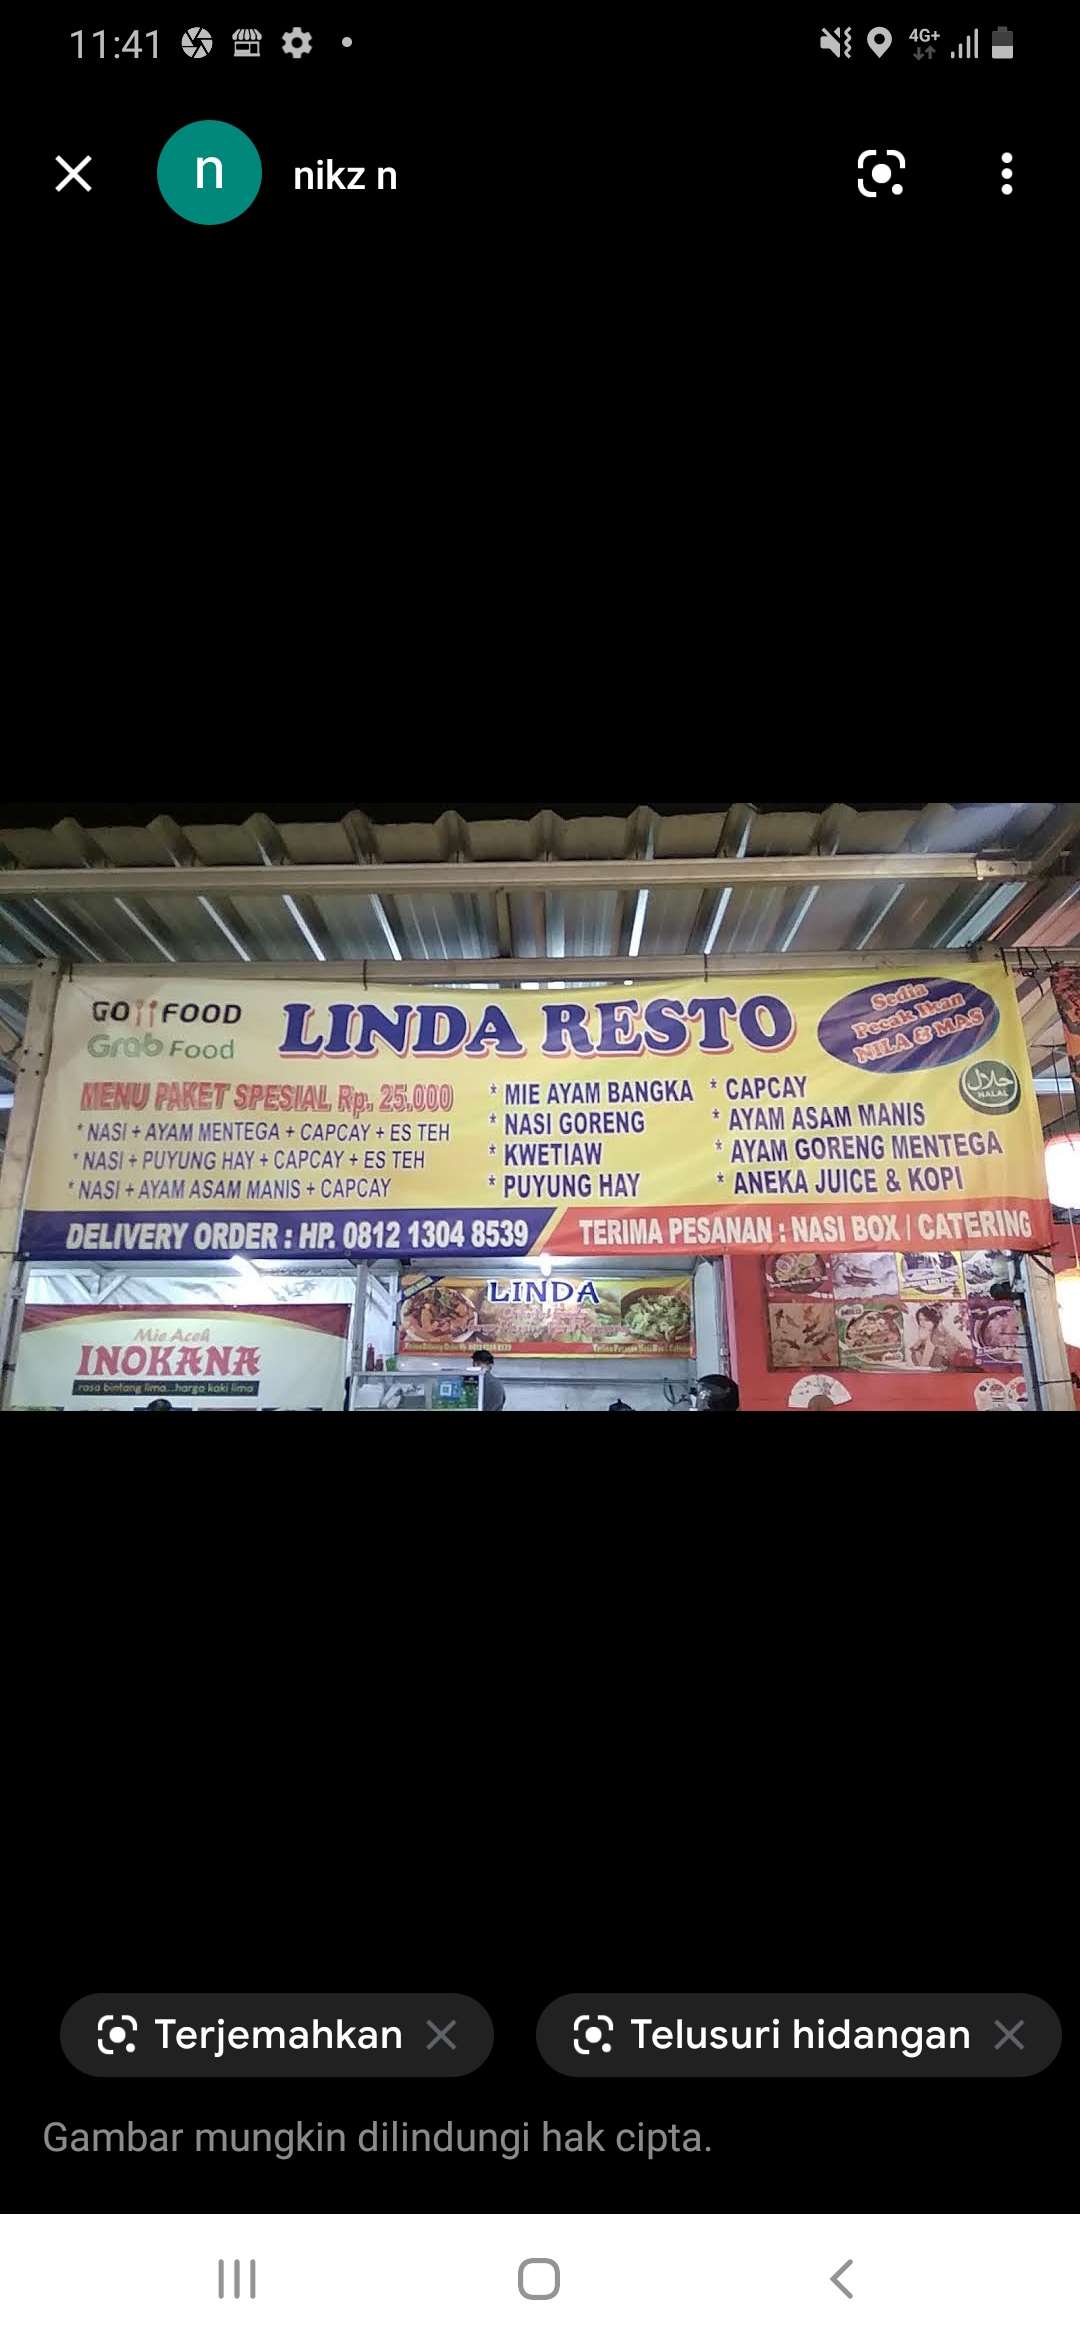 11:41
4G+
n
nikz n
GO FOOD
Grab Food
LINDA RESTO
Sedia
Pecak Ikan
NILA & MAS
حلال
HALAL
MENU PAKET SPESIAL Rp. 25.000
* NASI + AYAM MENTEGA + CAPCAY + ES TEH
* NASI + PUYUNG HAY + CAPCAY + ES TEH
* NASI + AYAM ASAM MANIS + CAPCAY
* MIE AYAM BANGKA
* NASI GORENG
* KWETIAW
* PUYUNG HAY
* CAPCAY
* AYAM ASAM MANIS
* AYAM GORENG MENTEGA
* ANEKA JUICE & KOPI
DELIVERY ORDER : HP. 0812 1304 8539
TERIMA PESANAN : NASI BOX / CATERING
LINDA
Mie Aceh
INOKANA
rasa bintang lima...harga kaki lima
MILO
Terjemahkan
Telusuri hidangan
Gambar mungkin dilindungi hak cipta.